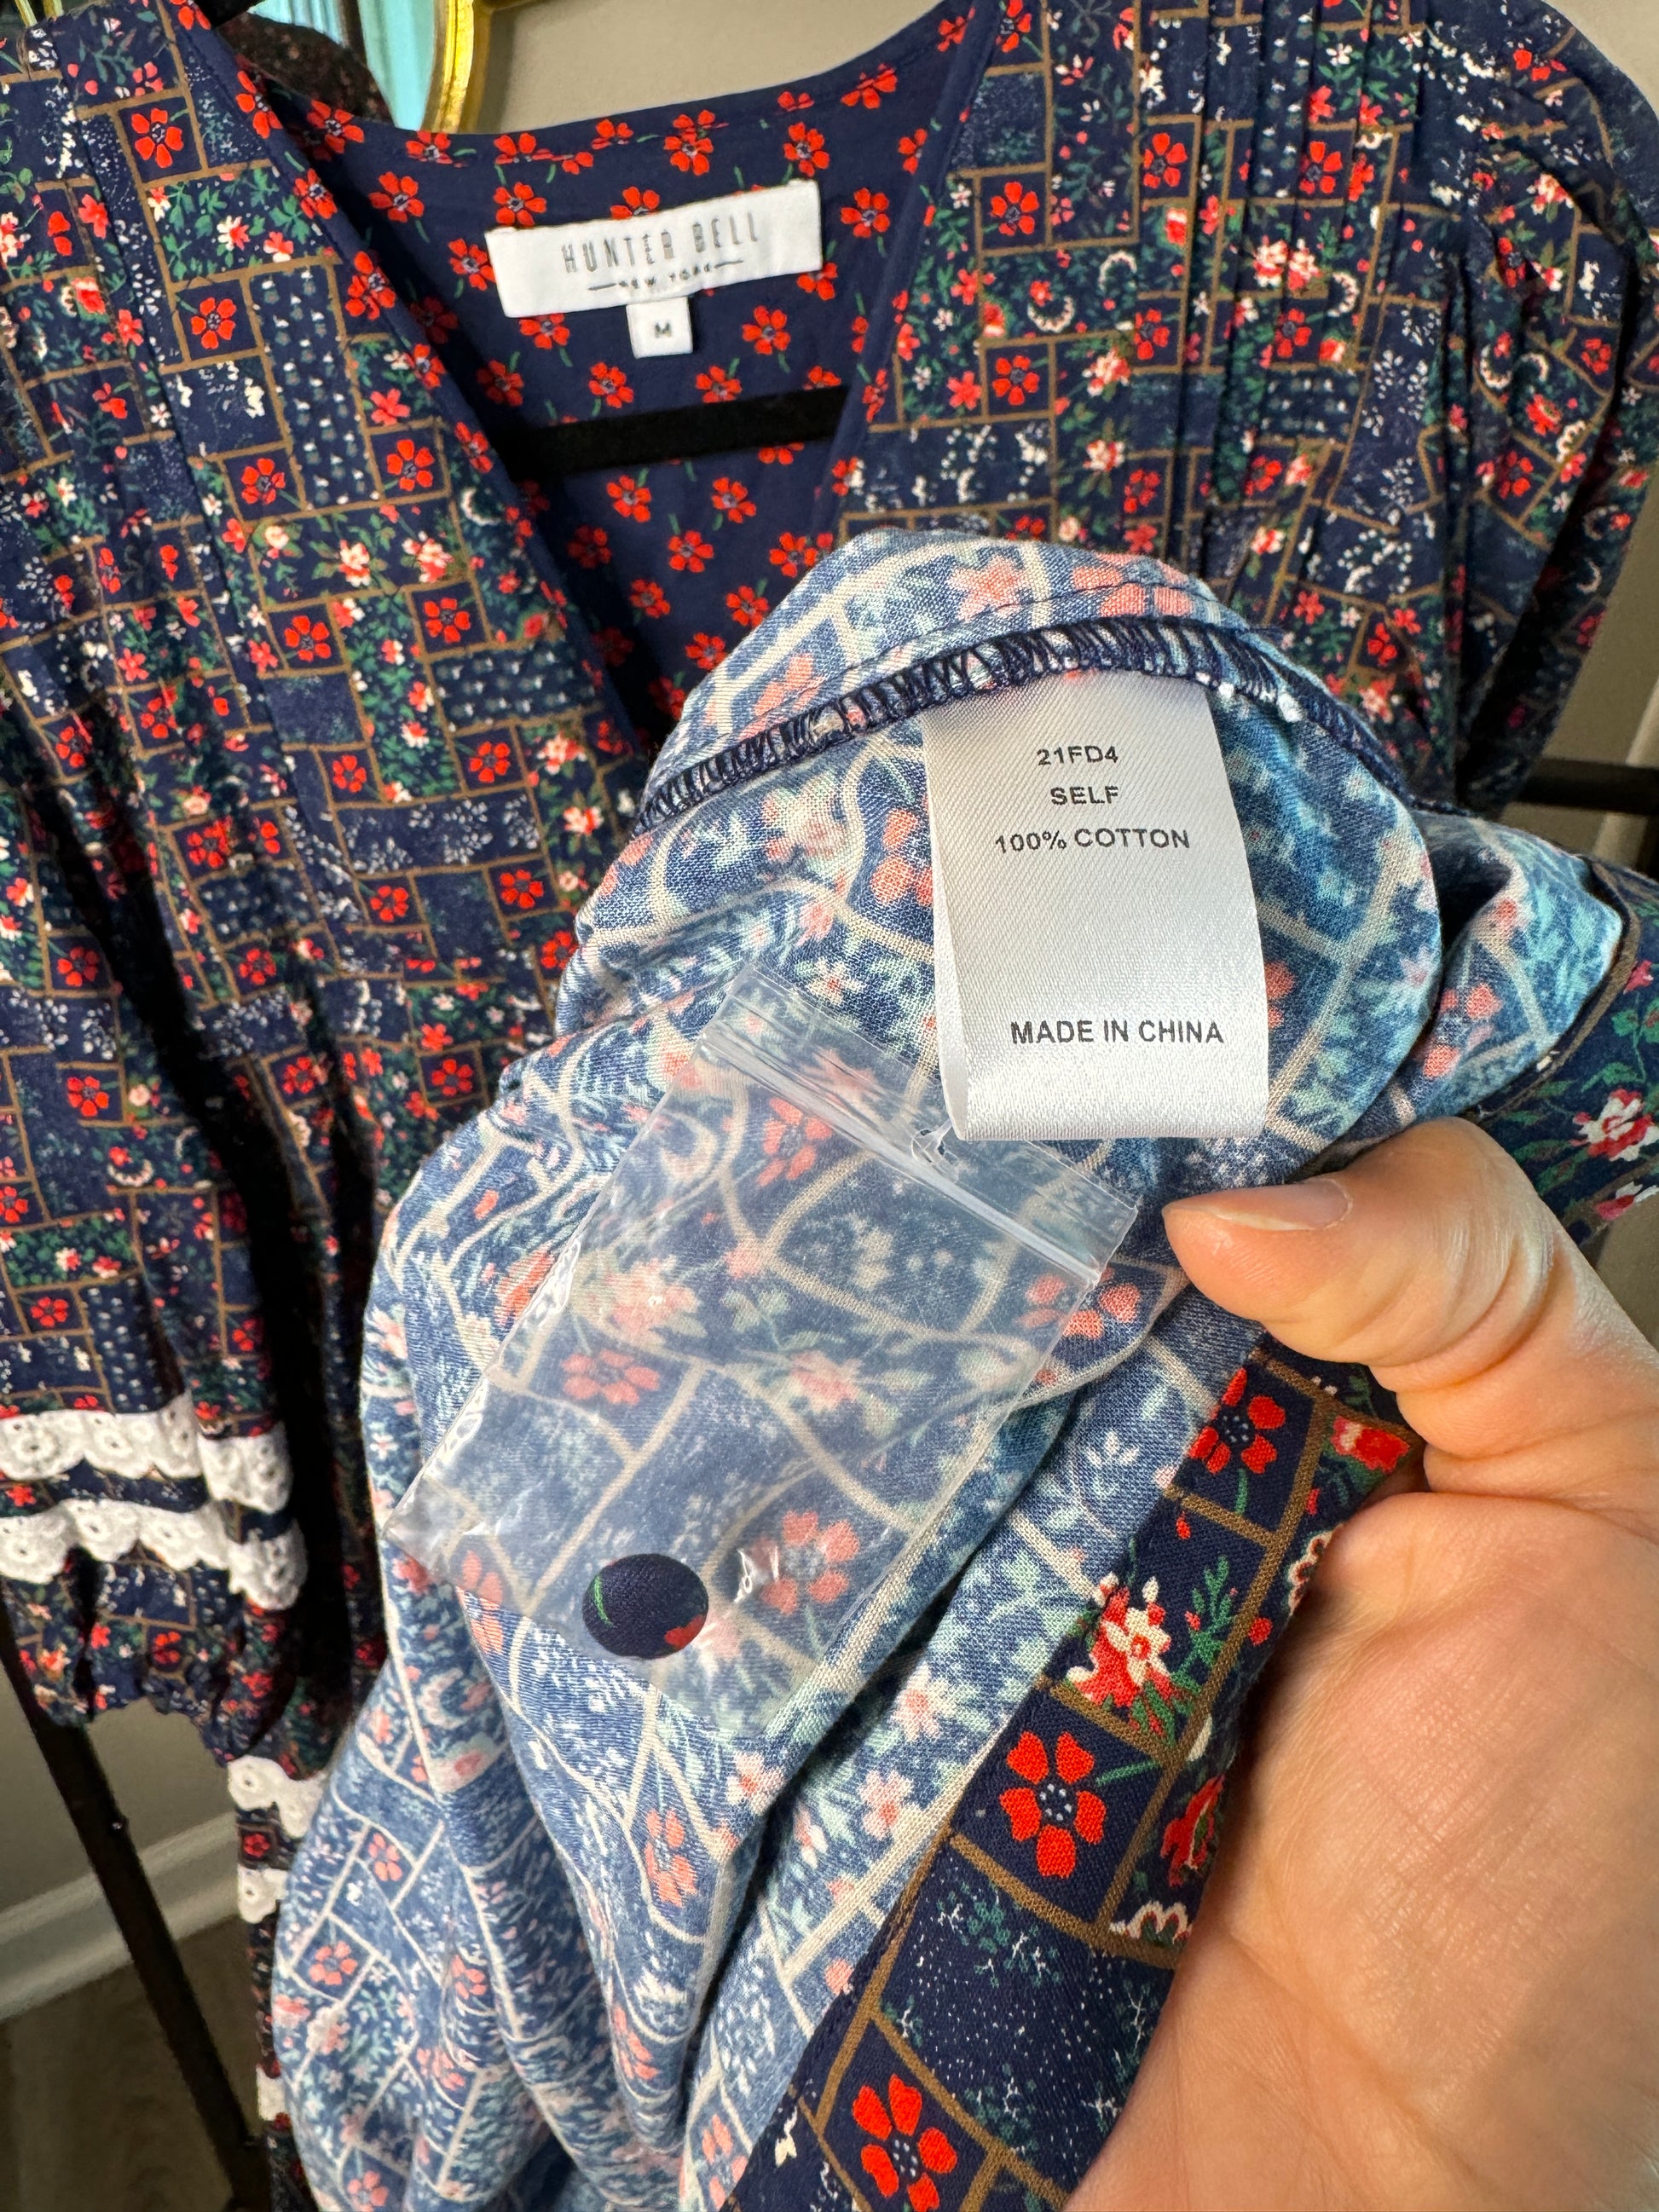 HUNTER BELL
NEW YORK
M
21FD4
SELF
100% COTTON
MADE IN CHINA